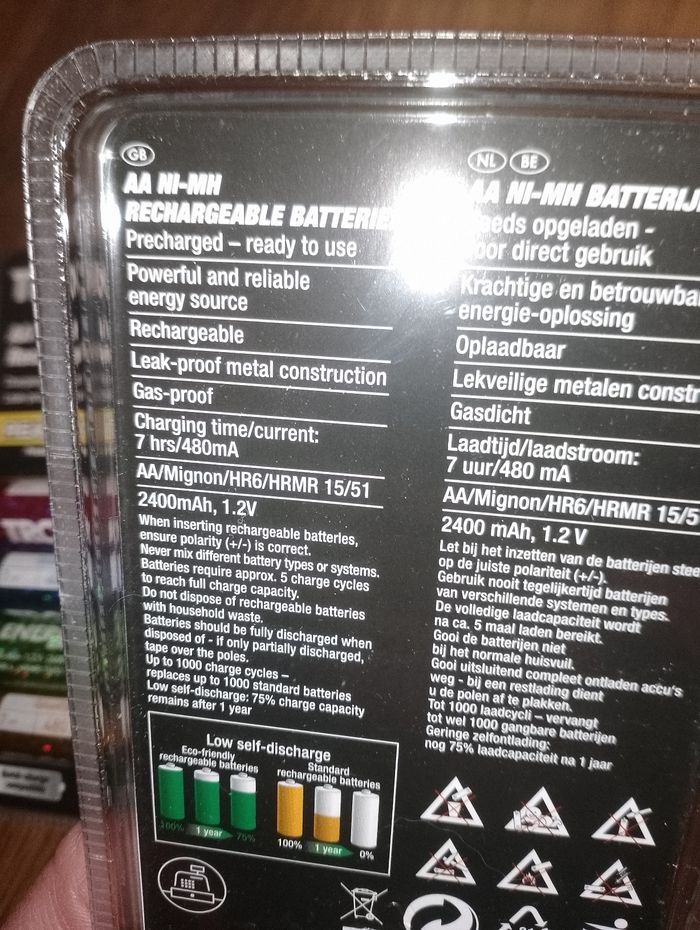 GB
AA NI-MH
RECHARGEABLE BATTERIE
Precharged – ready to use
Powerful and reliable
energy source
Rechargeable
Leak-proof metal construction
Gas-proof
Charging time/current:
7 hrs/480mA
AA/Mignon/HR6/HRMR 15/51
2400mAh, 1.2V
When inserting rechargeable batteries,
ensure polarity (+/-) is correct.
Never mix different battery types or systems.
Batteries require approx. 5 charge cycles
to reach full charge capacity.
Do not dispose of rechargeable batteries
with household waste.
Batteries should be fully discharged when
disposed of - if only partially discharged,
tape over the poles.
Up to 1000 charge cycles –
replaces up to 1000 standard batteries
Low self-discharge: 75% charge capacity
remains after 1 year
Low self-discharge
Eco-friendly
rechargeable batteries
Standard
rechargeable batteries
100% 1 year 75%
100% 1 year 0%
NL BE
AA NI-MH BATTERIJ
eds opgeladen -
oor direct gebruik
Krachtige en betrouwba
energie-oplossing
Oplaadbaar
Lekveilige metalen constr
Gasdicht
Laadtijd/laadstroom:
7 uur/480 mA
AA/Mignon/HR6/HRMR 15/5
2400 mAh, 1.2 V
Let bij het inzetten van de batterijen stee
op de juiste polariteit (+/-).
Gebruik nooit tegelijkertijd batterijen
van verschillende systemen en types.
De volledige laadcapaciteit wordt
na ca. 5 maal laden bereikt.
Gooi de batterijen niet
bij het normale huisvuil.
Gooi uitsluitend compleet ontladen accu's
weg - bij een restlading dient
u de polen af te plakken.
Tot 1000 laadcycli – vervangt
tot wel 1000 gangbare batterijen
Geringe zelfontlading:
nog 75% laadcapaciteit na 1 jaar